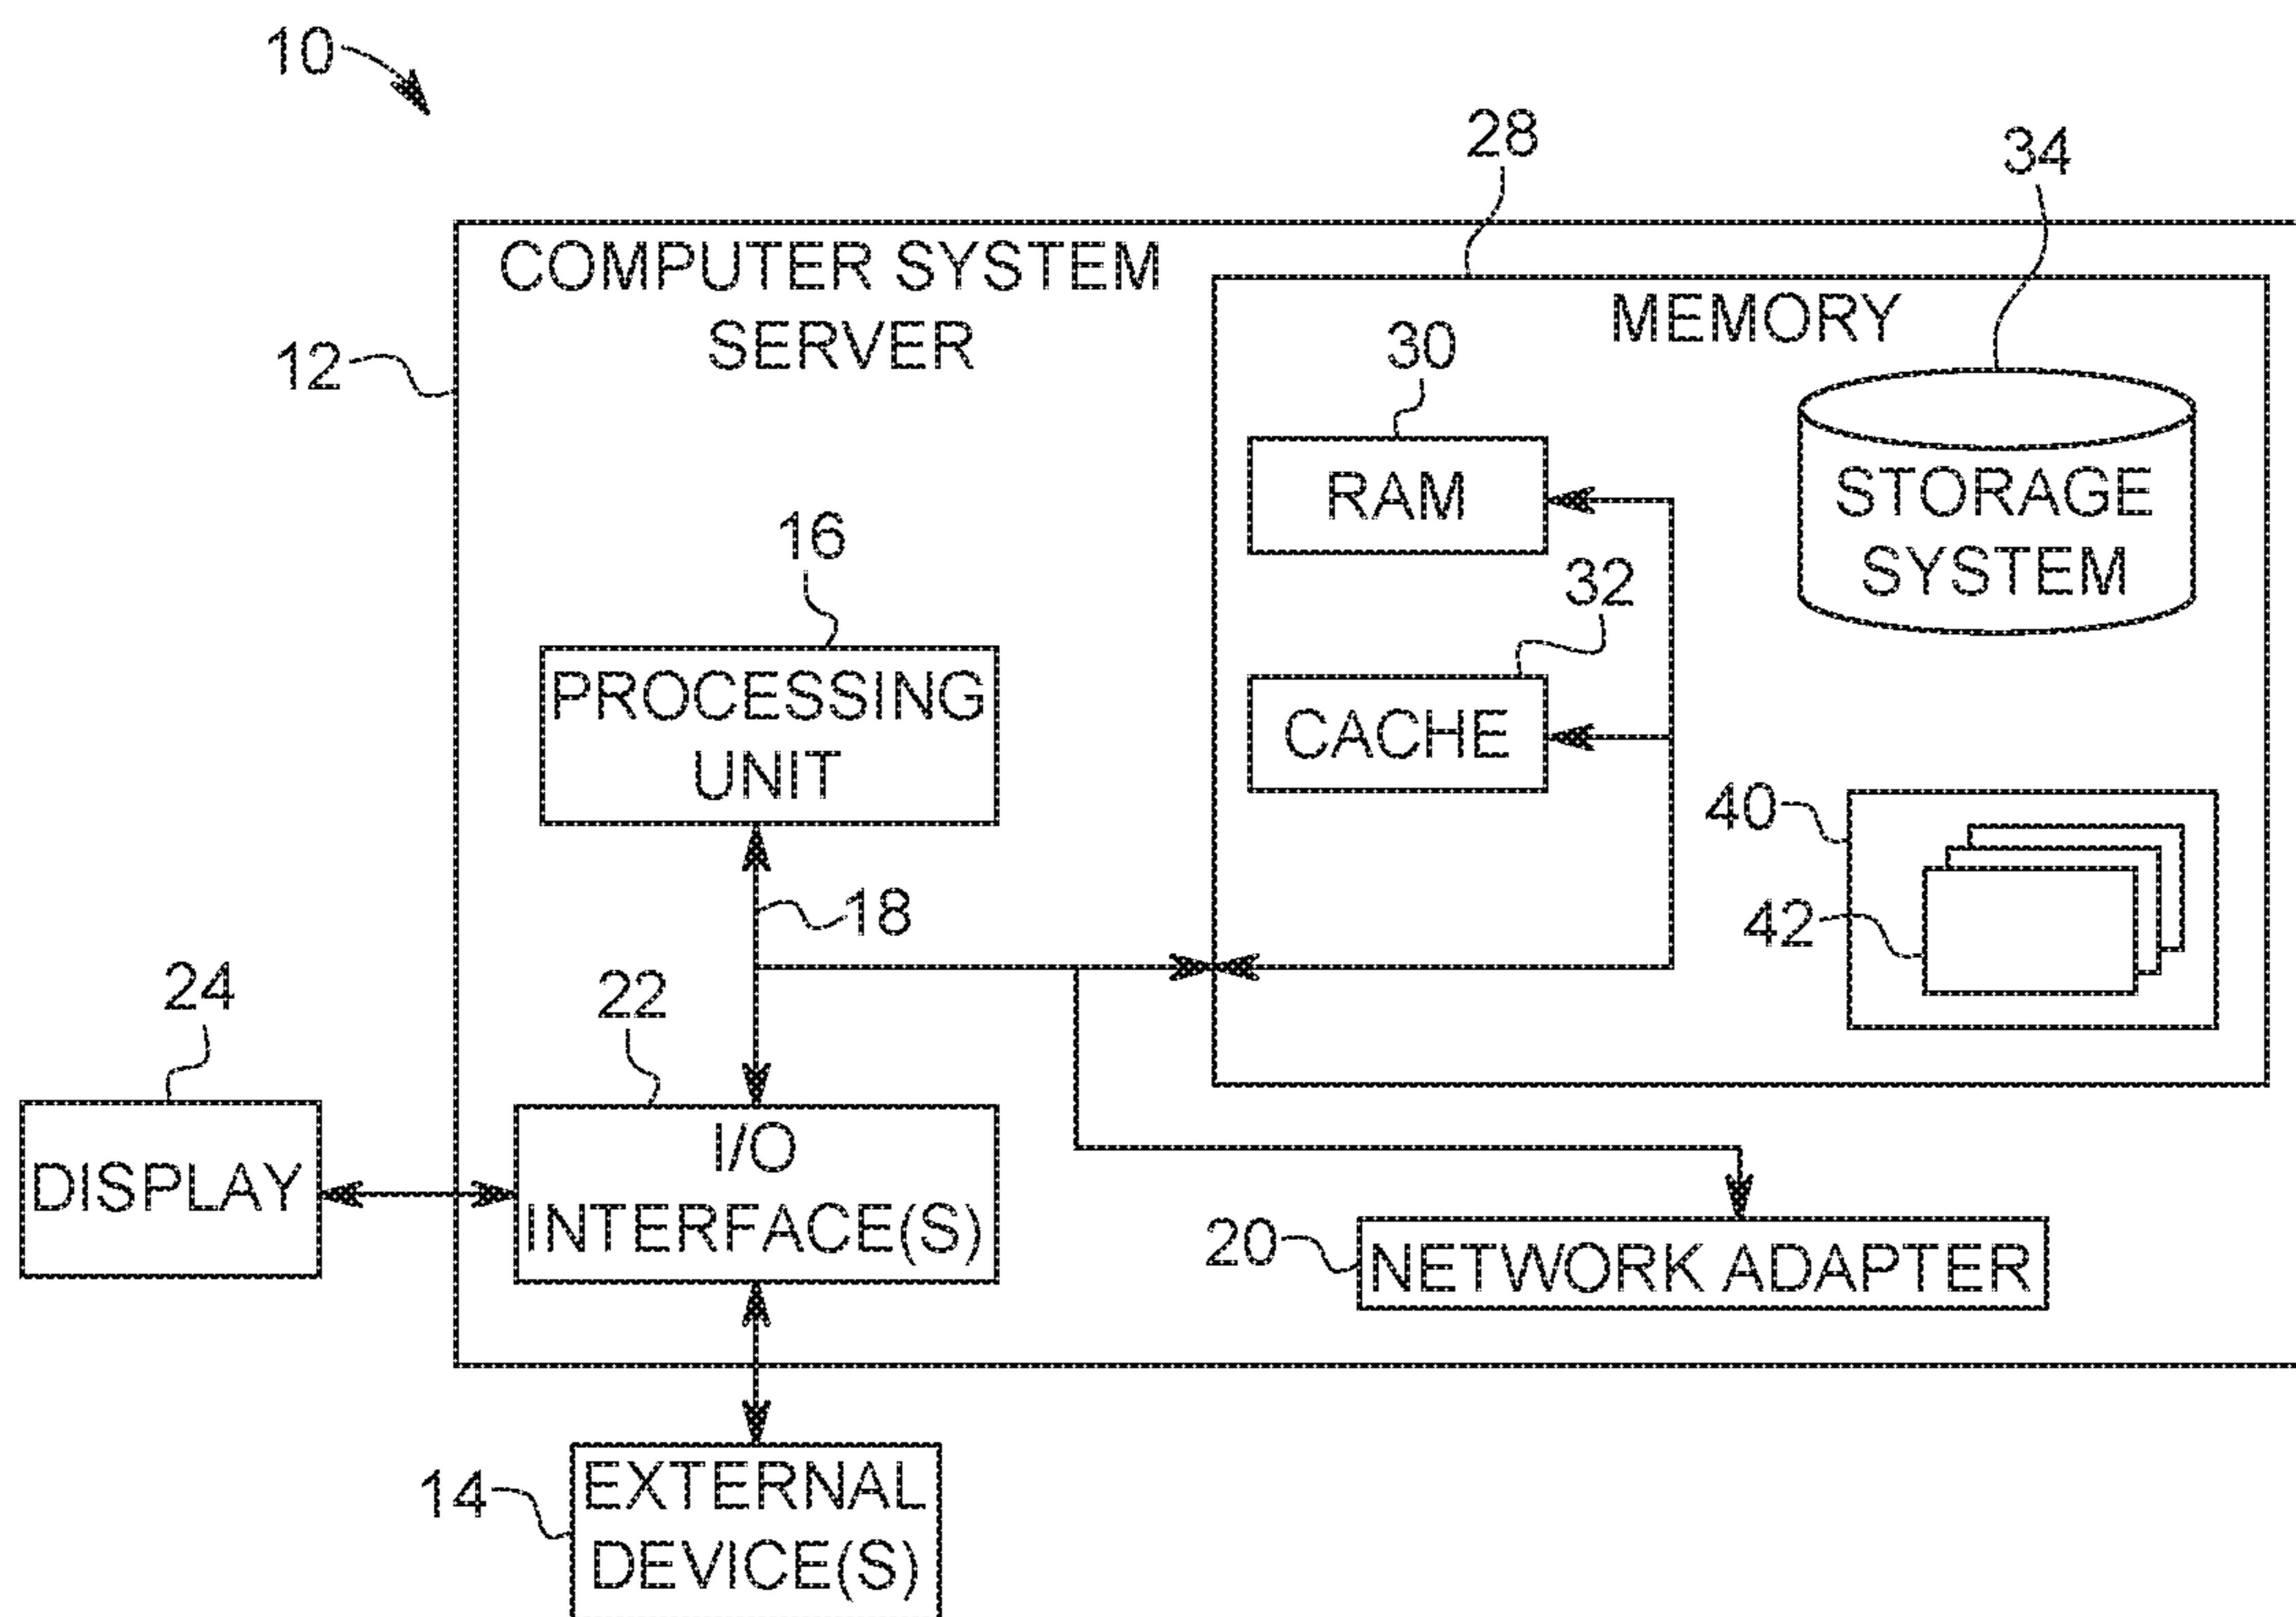 10
28
34
COMPUTER SYSTEM
SERVER
MEMORY
12
30
RAM
STORAGE
SYSTEM
16
32
PROCESSING
UNIT
CACHE
40
18
42
24
22
DISPLAY
I/O
INTERFACE(S)
20
NETWORK ADAPTER
14
EXTERNAL
DEVICE(S)